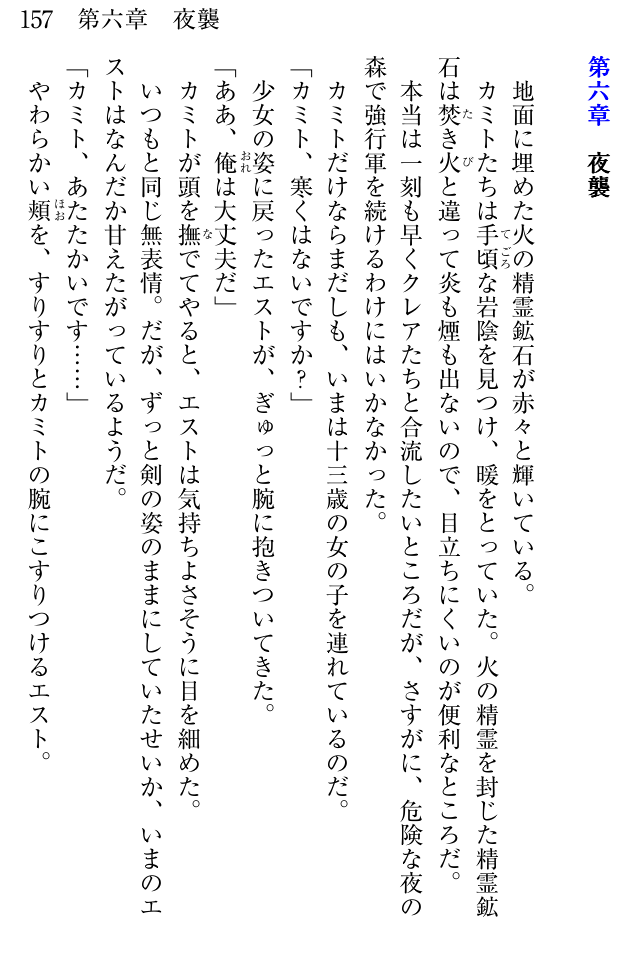 157　第六章　夜襲
第六章　夜襲
　地面に埋めた火の精霊鉱石が赤々と輝いている。
　カミトたちは手頃な岩陰を見つけ、暖をとっていた。火の精霊を封じた精霊鉱
石は焚き火と違って炎も煙も出ないので、目立ちにくいのが便利なところだ。
　本当は一刻も早くクレアたちと合流したいところだが、さすがに、危険な夜の
森で強行軍を続けるわけにはいかなかった。
　カミトだけならまだしも、いまは十三歳の女の子を連れているのだ。
「カミト、寒くはないですか？」
　少女の姿に戻ったエストが、ぎゅっと腕に抱きついてきた。
「ああ、俺は大丈夫だ」
　カミトが頭を撫でてやると、エストは気持ちよさそうに目を細めた。
　いつもと同じ無表情。だが、ずっと剣の姿のままにしていたせいか、いまのエ
ストはなんだか甘えたがっているようだ。
「カミト、あたたかいです……」
　やわらかい頬を、すりすりとカミトの腕にこすりつけるエスト。